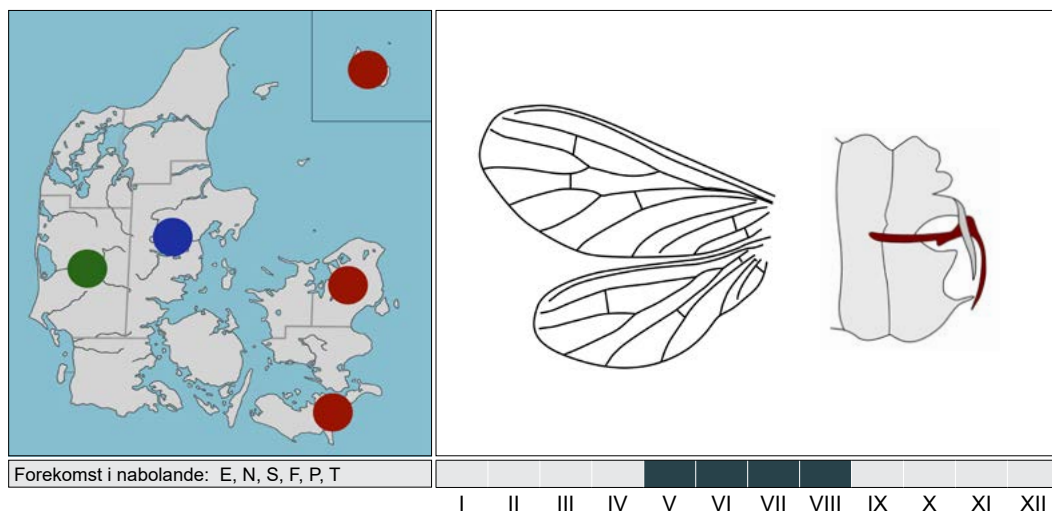 Forekomst i nabolande: E, N, S, F, P, T
I II III IV V VI VII VIII IX X XI XII